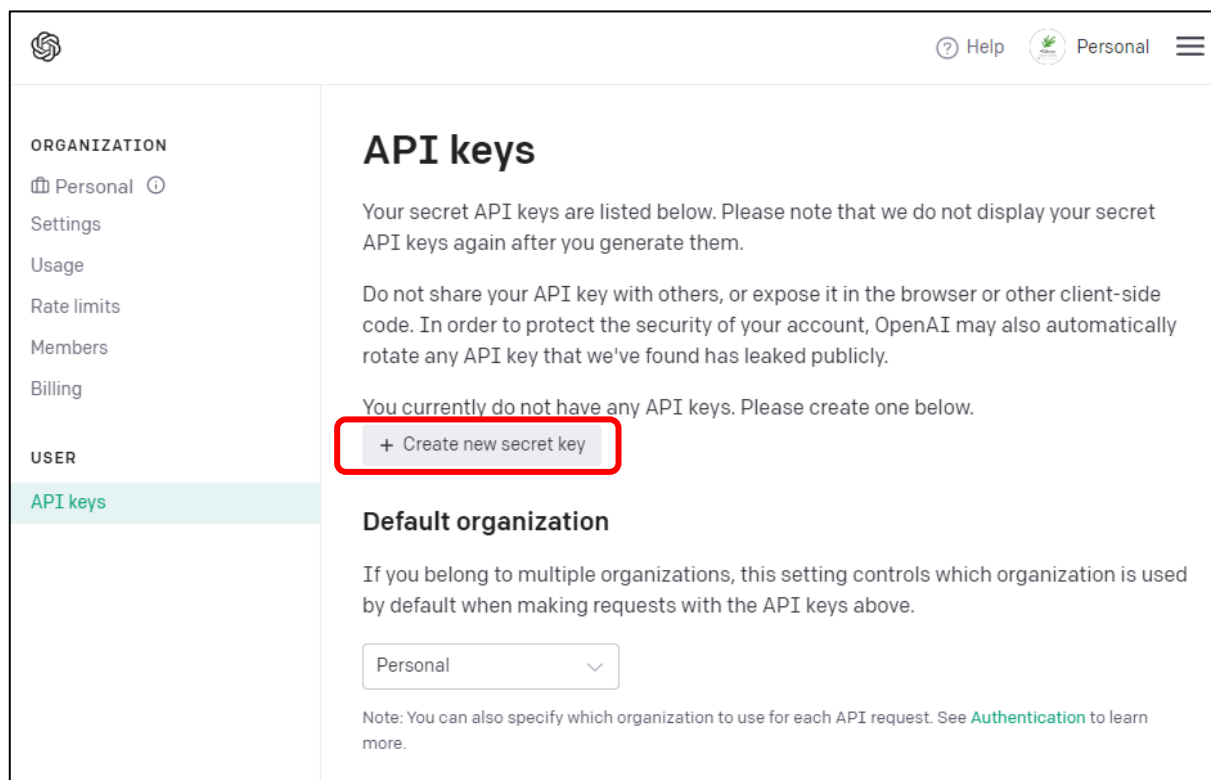 Help
Personal
ORGANIZATION
Personal
Settings
Usage
Rate limits
Members
Billing
USER
API keys
API keys
Your secret API keys are listed below. Please note that we do not display your secret
API keys again after you generate them.
Do not share your API key with others, or expose it in the browser or other client-side
code. In order to protect the security of your account, OpenAI may also automatically
rotate any API key that we've found has leaked publicly.
You currently do not have any API keys. Please create one below.
+ Create new secret key
Default organization
If you belong to multiple organizations, this setting controls which organization is used
by default when making requests with the API keys above.
Personal
Note: You can also specify which organization to use for each API request. See Authentication to learn
more.